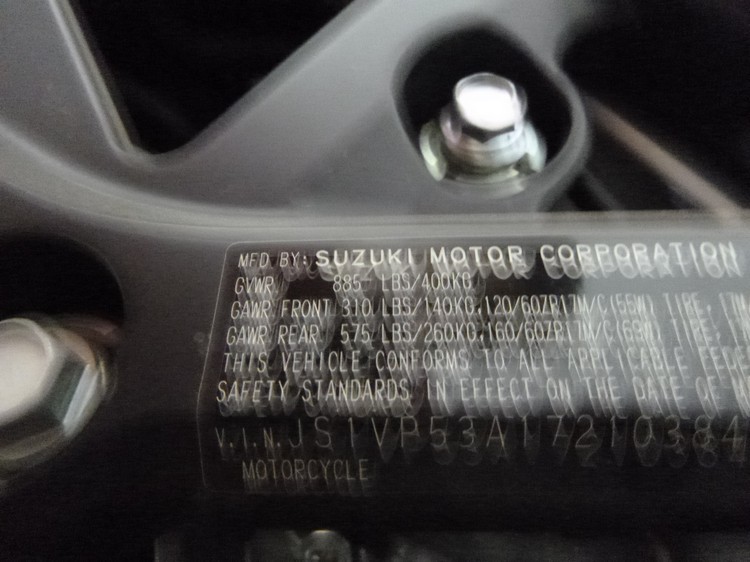 MFD BY: SUZUKI MOTOR CORPORATION
GVWR 885 LBS/400KG
GAWR FRONT 310 LBS/140KG,120/60ZR17M/C(55W) TIRE,
GAWR REAR 575 LBS/260KG,160/60ZR17M/C(69W) TIRE,
THIS VEHICLE CONFORMS TO ALL APPLICABLE FEDE
SAFETY STANDARDS IN EFFECT ON THE DATE OF M
V.I.N. JS1VP53A17210384
MOTORCYCLE